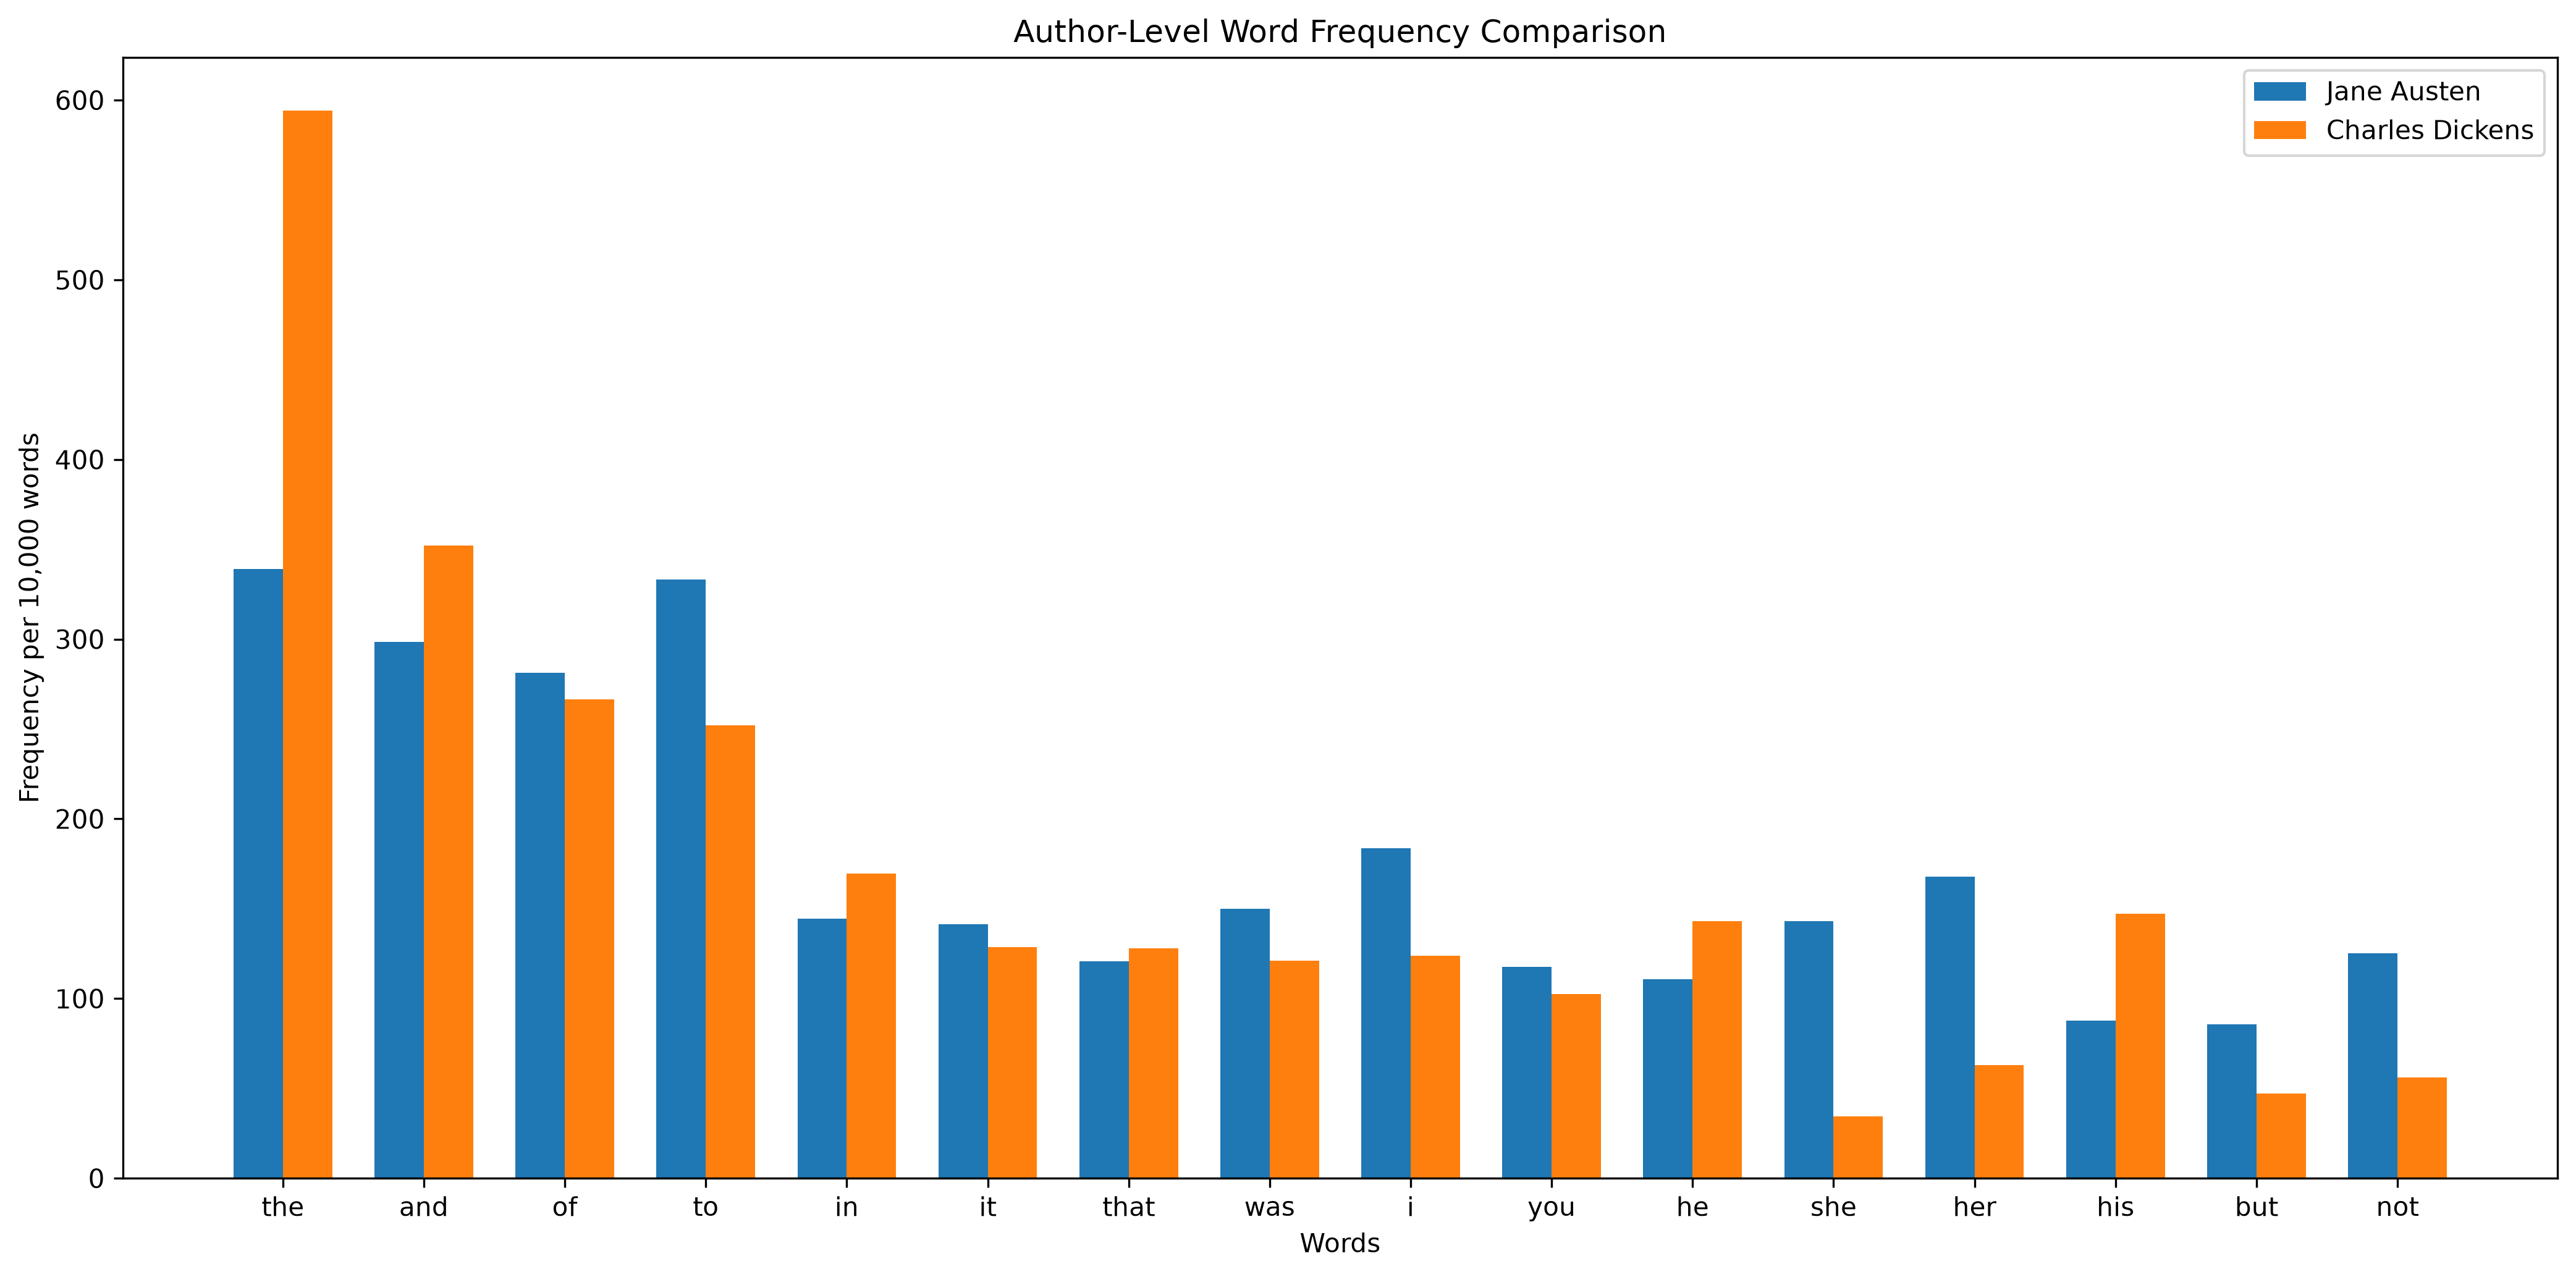 Author-Level Word Frequency Comparison
Jane Austen
Charles Dickens
Frequency per 10,000 words
600
500
400
300
200
100
0
the and of to in it that was i you he she her his but not
Words